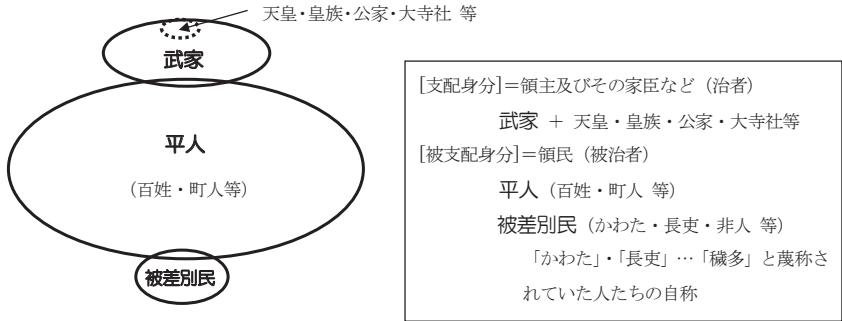 天皇・皇族・公家・大寺社 等
武家
平人
（百姓・町人等）
被差別民
[支配身分]＝領主及びその家臣など（治者）
武家 ＋ 天皇・皇族・公家・大寺社等
[被支配身分]＝領民（被治者）
平人（百姓・町人 等）
被差別民（かわた・長吏・非人 等）
「かわた」・「長吏」…「穢多」と蔑称さ
れていた人たちの自称